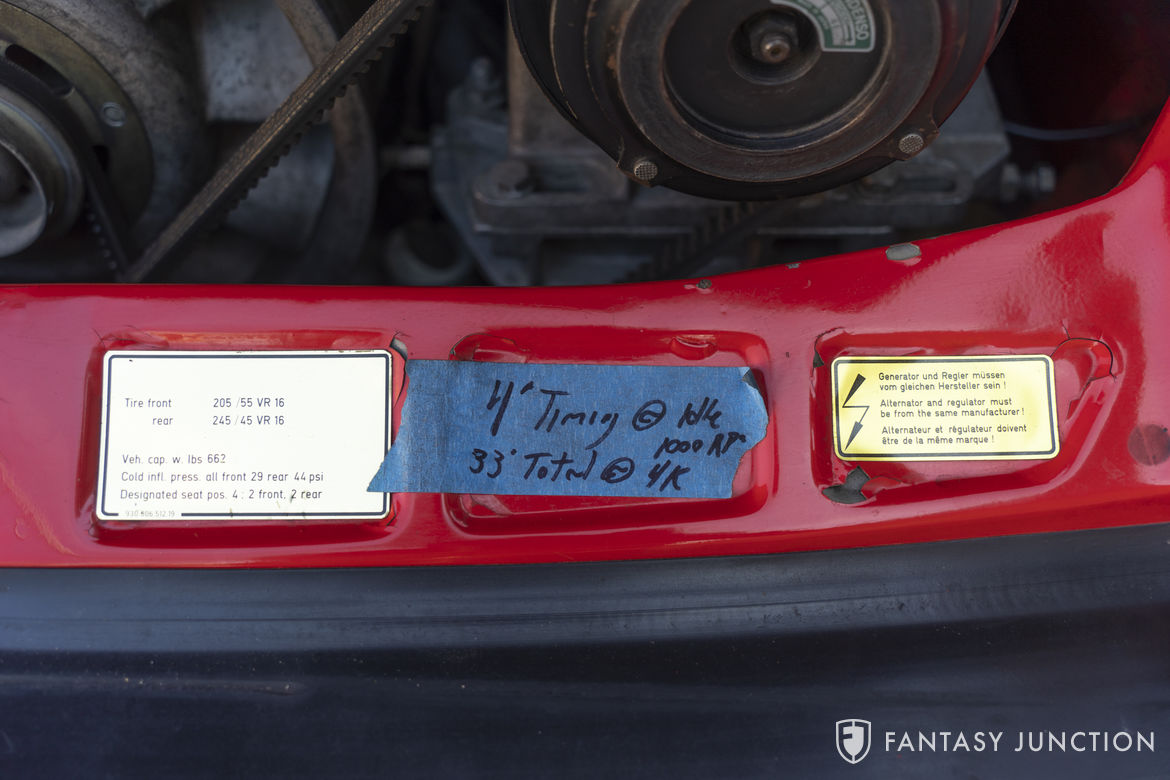 DENSO
Tire front 205/55 VR 16
rear 245/45 VR 16
Veh. cap. w. lbs 662
Cold infl. press. all front 29 rear 44 psi
Designated seat pos. 4 : 2 front, 2 rear
930.806.512.19
4° Timing @ Idle
1000 RPM
33° Total @ 4K
Generator und Regler müssen
vom gleichen Hersteller sein !
Alternator and regulator must
be from the same manufacturer !
Alternateur et régulateur doivent
être de la même marque !
FANTASY JUNCTION